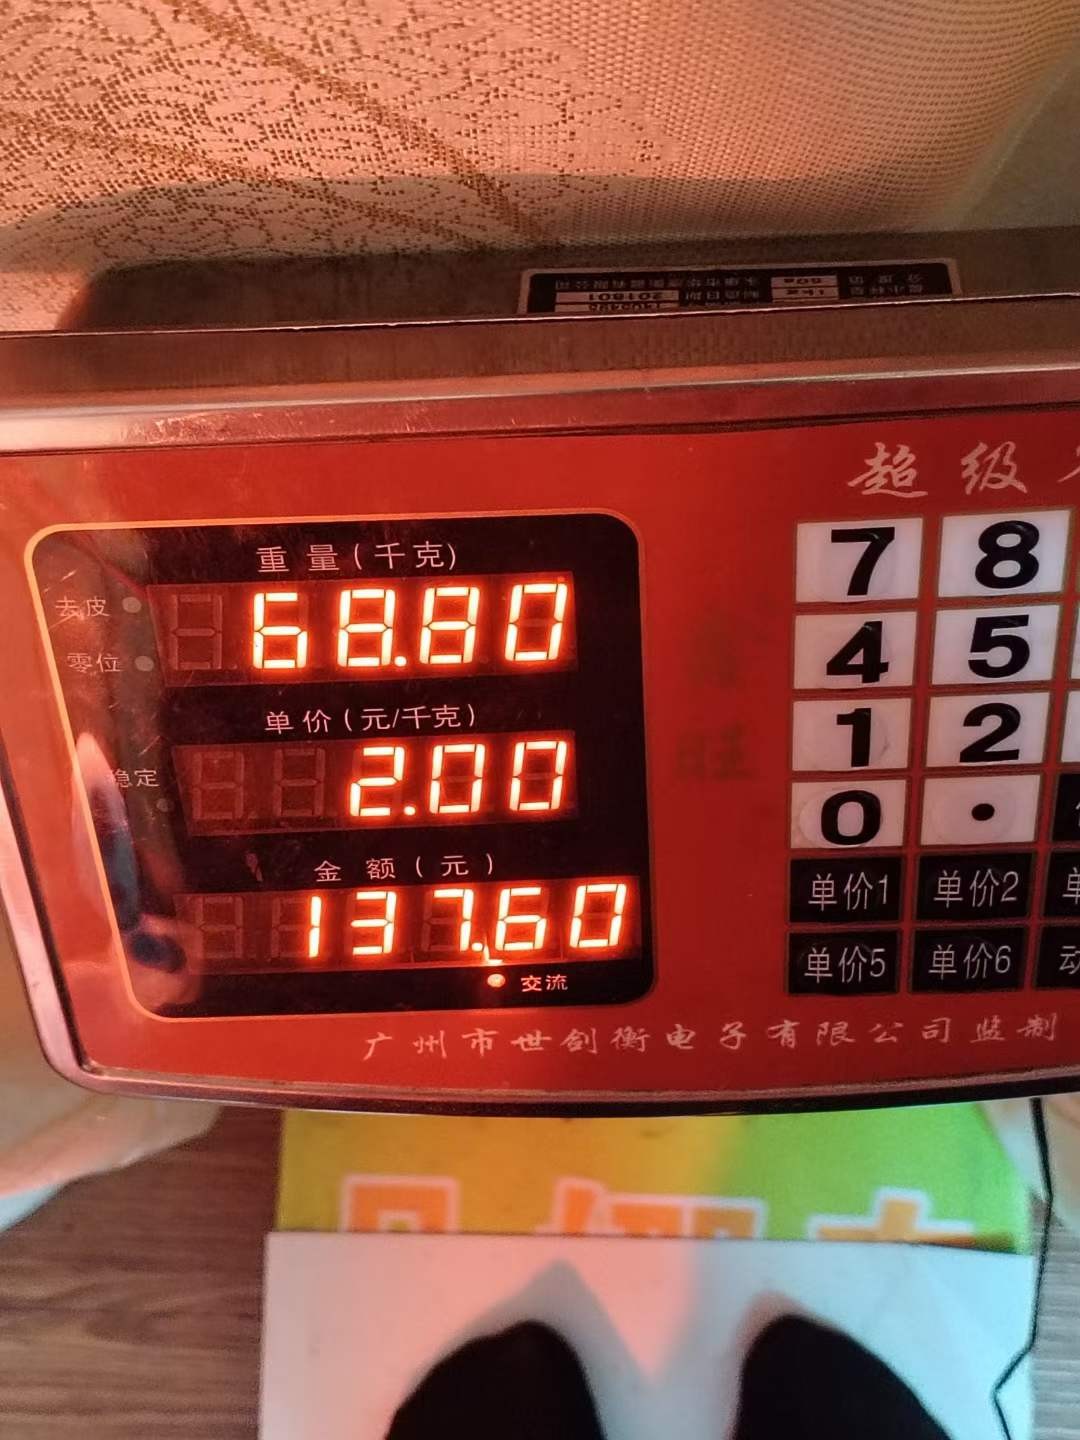 超级
重量(千克)
去皮
68.80
零位
单价(元/千克)
稳定
2.00
金额(元)
137.60
交流
7 8
4 5
1 2
0 .
单价1 单价2
单价5 单价6
广州市世剑衡电子有限公司监制